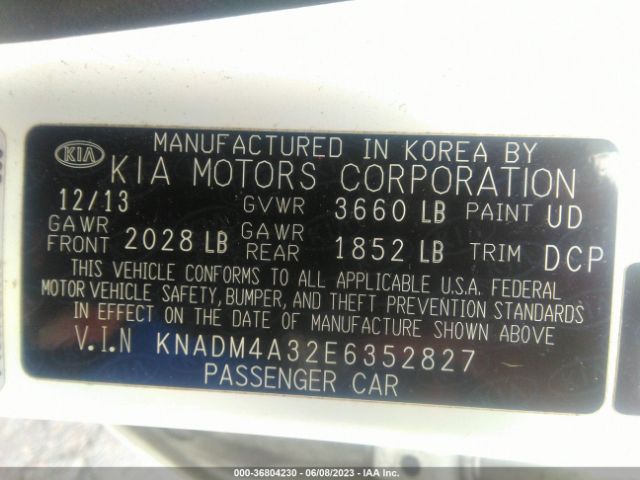 KIA
MANUFACTURED IN KOREA BY
KIA MOTORS CORPORATION
12/13 GVWR 3660 LB PAINT UD
GAWR FRONT 2028 LB GAWR REAR 1852 LB TRIM DCP
THIS VEHICLE CONFORMS TO ALL APPLICABLE U.S.A. FEDERAL
MOTOR VEHICLE SAFETY, BUMPER, AND THEFT PREVENTION STANDARDS
IN EFFECT ON THE DATE OF MANUFACTURE SHOWN ABOVE
V.I.N KNADM4A32E6352827
PASSENGER CAR
000-36804230 - 06/08/2023 - IAA Inc.